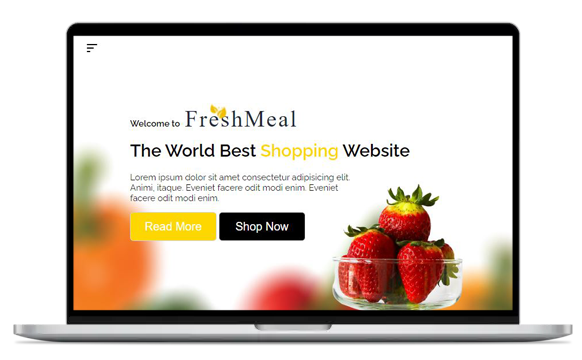 Welcome to FreshMeal
The World Best Shopping Website
Lorem ipsum dolor sit amet consectetur adipisicing elit.
Animi, itaque. Eveniet facere odit modi enim. Eveniet
facere odit modi enim.
Read More Shop Now